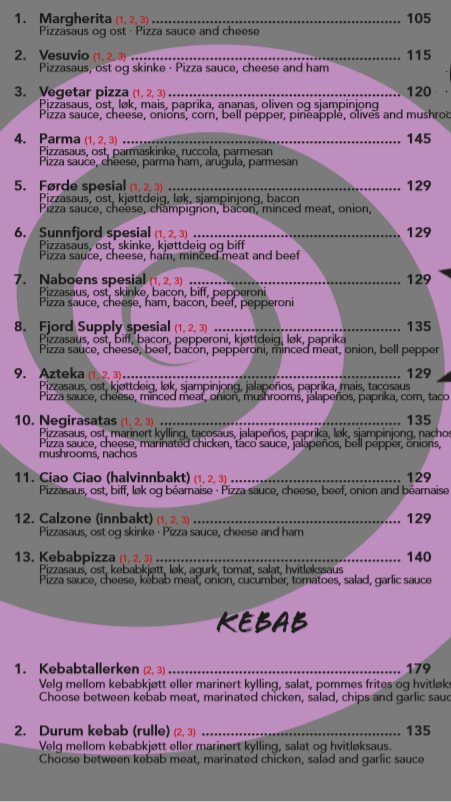 1. Margherita (1, 2, 3) 105
Pizzasaus og ost · Pizza sauce and cheese
2. Vesuvio (1, 2, 3) 115
Pizzasaus, ost og skinke · Pizza sauce, cheese and ham
3. Vegetar pizza (1, 2, 3) 120
Pizzasaus, ost, løk, mais, paprika, ananas, oliven og sjampinjong
Pizza sauce, cheese, onions, corn, bell pepper, pineapple, olives and mushroo
4. Parma (1, 2, 3) 145
Pizzasaus, ost, parmaskinke, ruccola, parmesan
Pizza sauce, cheese, parma ham, arugula, parmesan
5. Førde spesial (1, 2, 3) 129
Pizzasaus, ost, kjøttdeig, løk, sjampinjong, bacon
Pizza sauce, cheese, champignon, bacon, minced meat, onion,
6. Sunnfjord spesial (1, 2, 3) 129
Pizzasaus, ost, skinke, kjøttdeig og biff
Pizza sauce, cheese, ham, minced meat and beef
7. Naboens spesial (1, 2, 3) 129
Pizzasaus, ost, skinke, bacon, biff, pepperoni
Pizza sauce, cheese, ham, bacon, beef, pepperoni
8. Fjord Supply spesial (1, 2, 3) 135
Pizzasaus, ost, biff, bacon, pepperoni, kjøttdeig, løk, paprika
Pizza sauce, cheese, beef, bacon, pepperoni, minced meat, onion, bell pepper
9. Azteka (1, 2, 3) 129
Pizzasaus, ost, kjøttdeig, løk, sjampinjong, jalapeños, paprika, mais, tacosaus
Pizza sauce, cheese, minced meat, onion, mushrooms, jalapeños, paprika, corn, taco
10. Negirasatas (1, 2, 3) 135
Pizzasaus, ost, marinert kylling, tacosaus, jalapeños, paprika, løk, sjampinjong, nachos
Pizza sauce, cheese, marinated chicken, taco sauce, jalapeños, bell pepper, onions,
mushrooms, nachos
11. Ciao Ciao (halvinnbakt) (1, 2, 3) 129
Pizzasaus, ost, biff, løk og béarnaise · Pizza sauce, cheese, beef, onion and béarnaise
12. Calzone (innbakt) (1, 2, 3) 129
Pizzasaus, ost og skinke · Pizza sauce, cheese and ham
13. Kebabpizza (1, 2, 3) 140
Pizzasaus, ost, kebabkjøtt, løk, agurk, tomat, salat, hvitløkssaus
Pizza sauce, cheese, kebab meat, onion, cucumber, tomatoes, salad, garlic sauce
KEBAB
1. Kebabtallerken (2, 3) 179
Velg mellom kebabkjøtt eller marinert kylling, salat, pommes frites og hvitløks
Choose between kebab meat, marinated chicken, salad, chips and garlic sauc
2. Durum kebab (rulle) (2, 3) 135
Velg mellom kebabkjøtt eller marinert kylling, salat og hvitløksaus.
Choose between kebab meat, marinated chicken, salad and garlic sauce